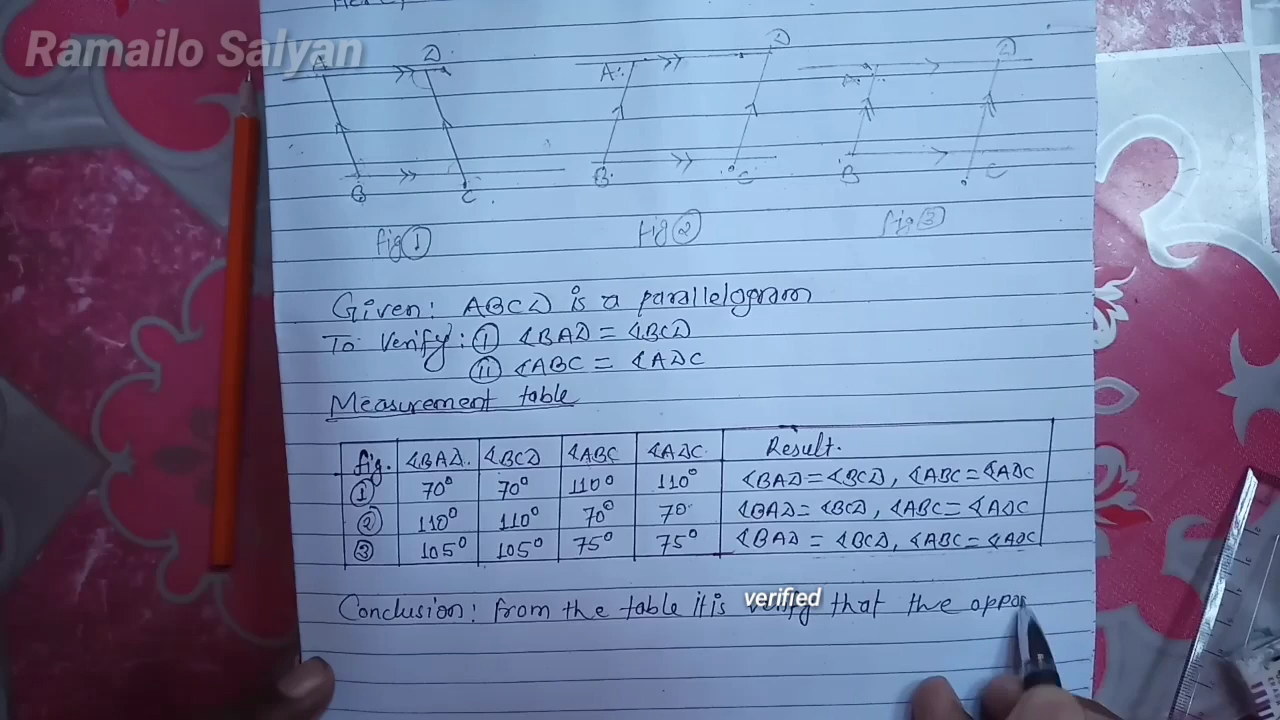 Ramailo Salyan
A D A D A D
B C B C B C
fig ① fig ② fig ③
Given: ABCD is a parallelogram
To Verify: ⓘ ∢BAD = ∢BCD
ⓘⓘ ∢ABC = ∢ADC
Measurement table
fig. ∢BAD. ∢BCD ∢ABC ∢ADC. Result.
① 70° 70° 110° 110° ∢BAD = ∢BCD, ∢ABC = ∢ADC
② 110° 110° 70° 70. ∢BAD = ∢BCD, ∢ABC = ∢ADC
③ 105° 105° 75° 75° ∢BAD = ∢BCD, ∢ABC = ∢ADC
verified
Conclusion: from the table it is verify that the oppos